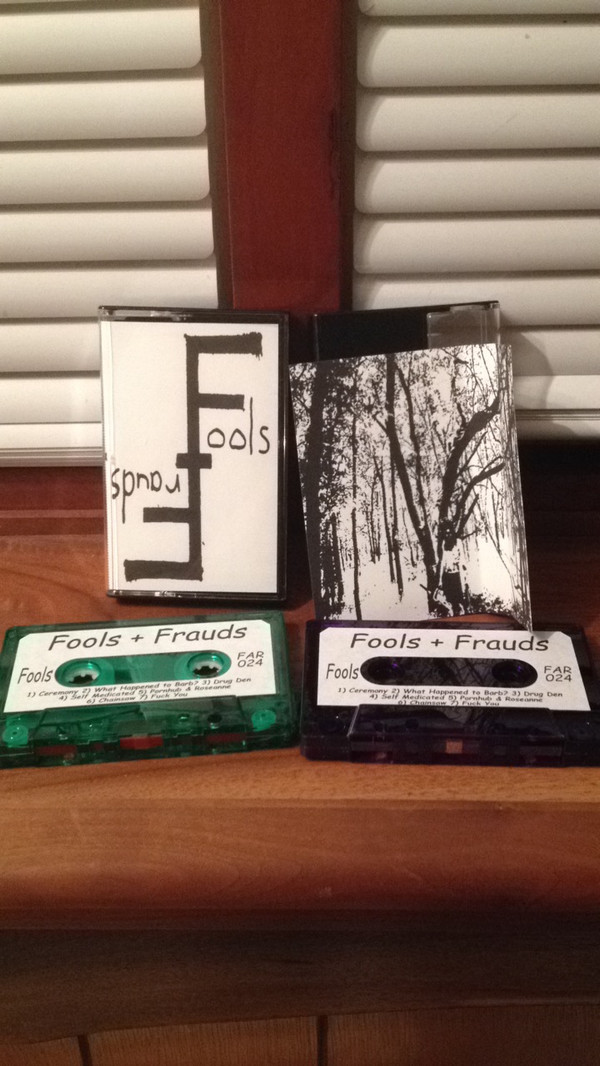 Fools
Frauds
Fools + Frauds
Fools
FAR
024
1) Ceremony 2) What Happened to Barb? 3) Drug Den
4) Self Medicated 5) Pornhub & Roseanne
6) Chainsaw 7) Fuck You
Fools + Frauds
Fools
FAR
024
1) Ceremony 2) What Happened to Barb? 3) Drug Den
4) Self Medicated 5) Pornhub & Roseanne
6) Chainsaw 7) Fuck You